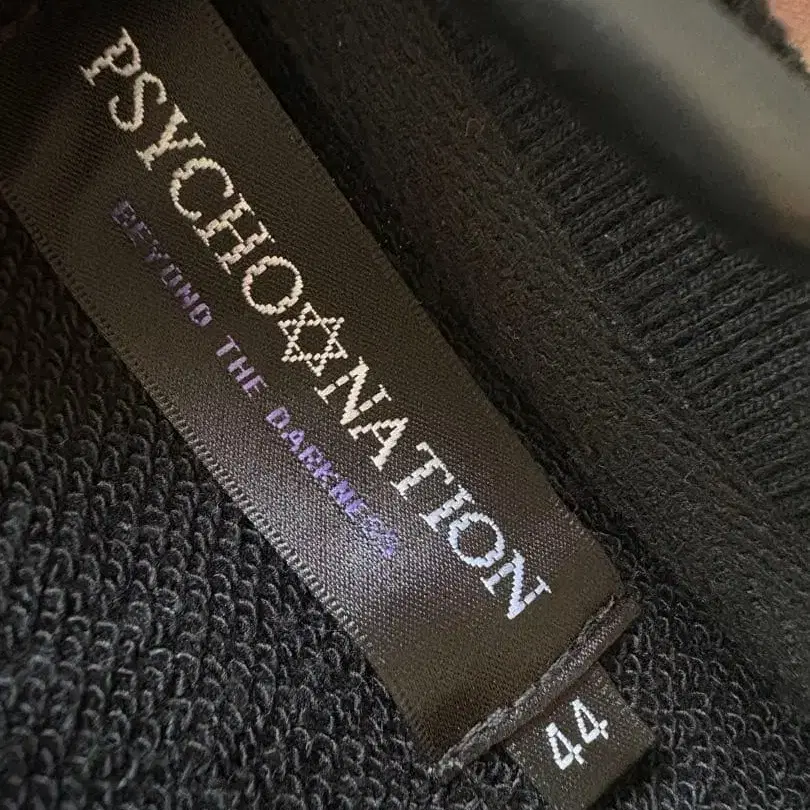 PSYCHO✡NATION
BEYOND THE DARKNESS
44